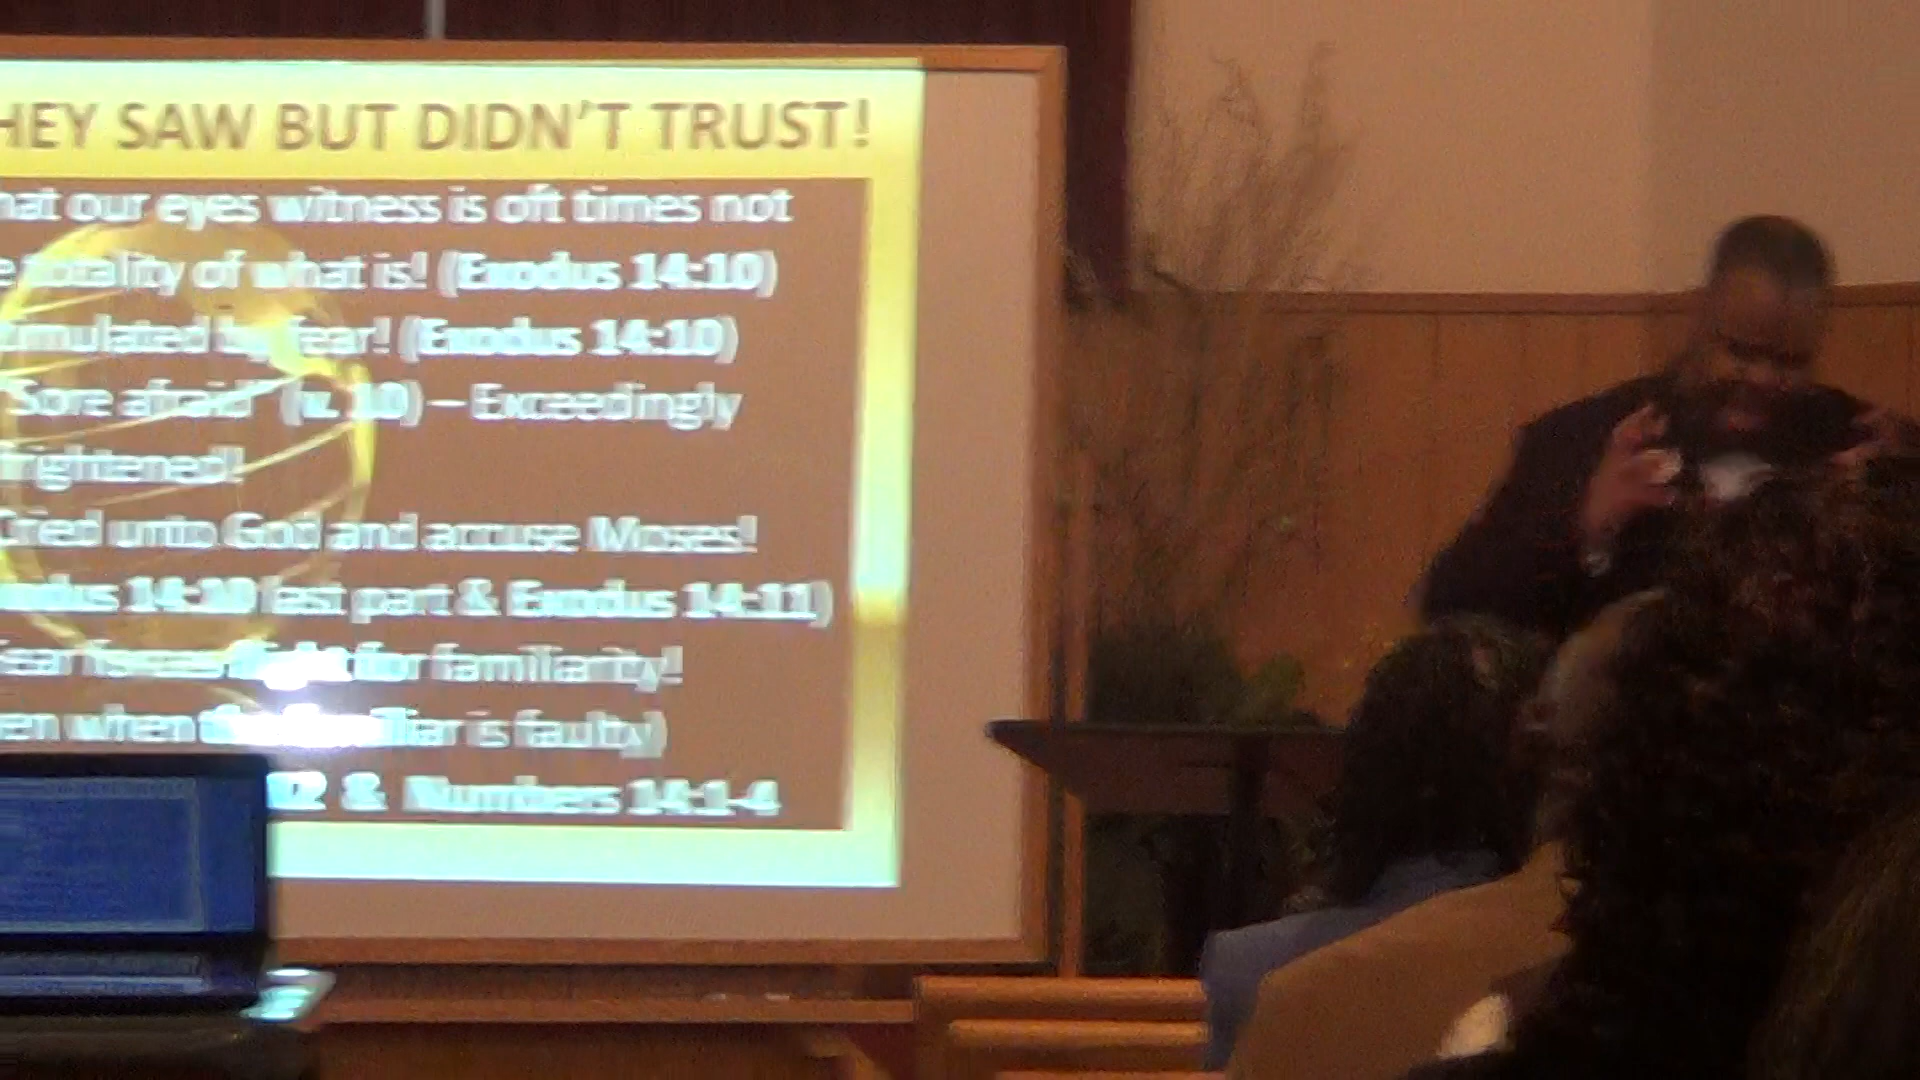 HEY SAW BUT DIDN'T TRUST!
hat our eyes witness is oft times not
e totality of what is! (Exodus 14:10)
timulated by fear! (Exodus 14:10)
"Sore afraid" (v. 10) – Exceedingly
frightened!
Cried unto God and accuse Moses!
odus 14:10 last part & Exodus 14:11)
fear for familiarity!
en when the familiar is faulty)
& Numbers 14:1-4